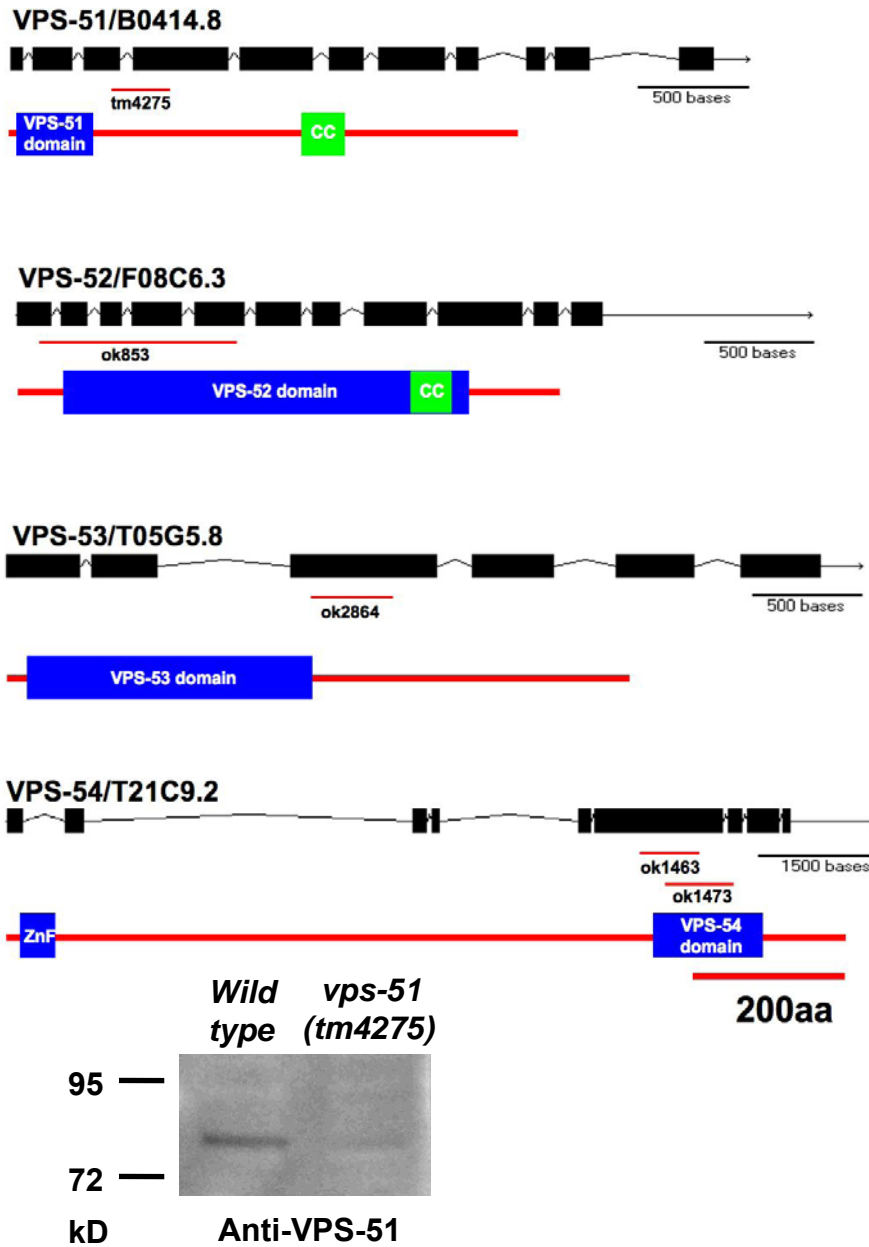 VPS-51/B0414.8
500 bases
tm4275
VPS-51
domain
CC
VPS-52/F08C6.3
500 bases
ok853
VPS-52 domain
CC
VPS-53/T05G5.8
500 bases
ok2864
VPS-53 domain
VPS-54/T21C9.2
ok1463
1500 bases
ok1473
ZnF
VPS-54
domain
200aa
Wild
type
vps-51
(tm4275)
95
72
kD
Anti-VPS-51